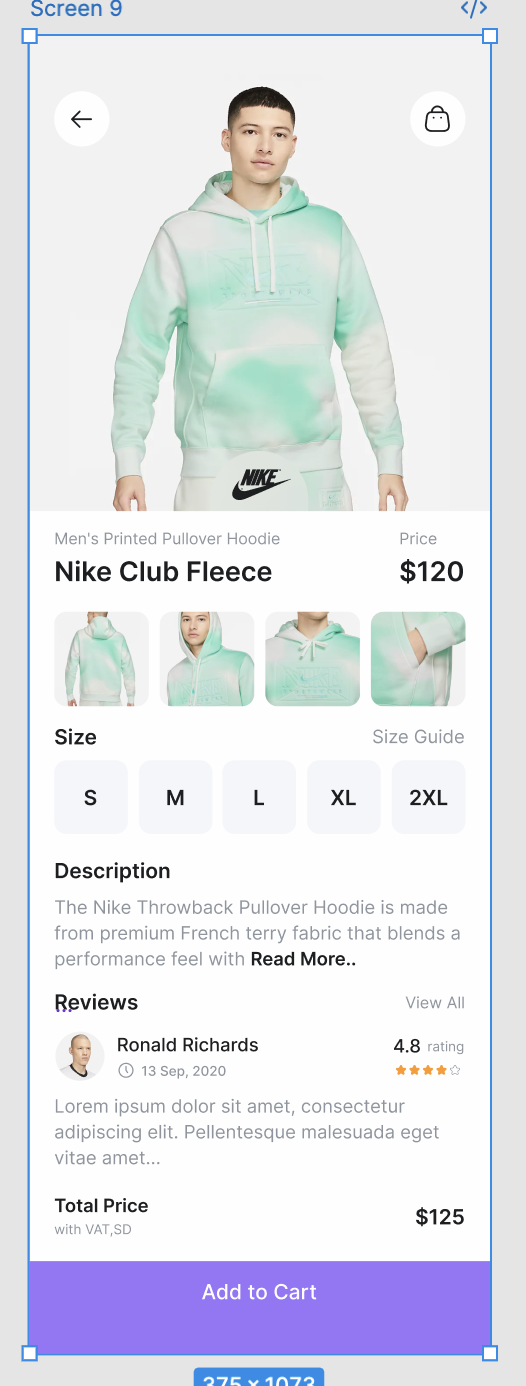 Screen 9
</>
NIKE
Men's Printed Pullover Hoodie
Price
Nike Club Fleece
$120
Size
Size Guide
S
M
L
XL
2XL
Description
The Nike Throwback Pullover Hoodie is made
from premium French terry fabric that blends a
performance feel with Read More..
Reviews
View All
Ronald Richards
4.8 rating
13 Sep, 2020
Lorem ipsum dolor sit amet, consectetur
adipiscing elit. Pellentesque malesuada eget
vitae amet...
Total Price
$125
with VAT,SD
Add to Cart
375 × 1073